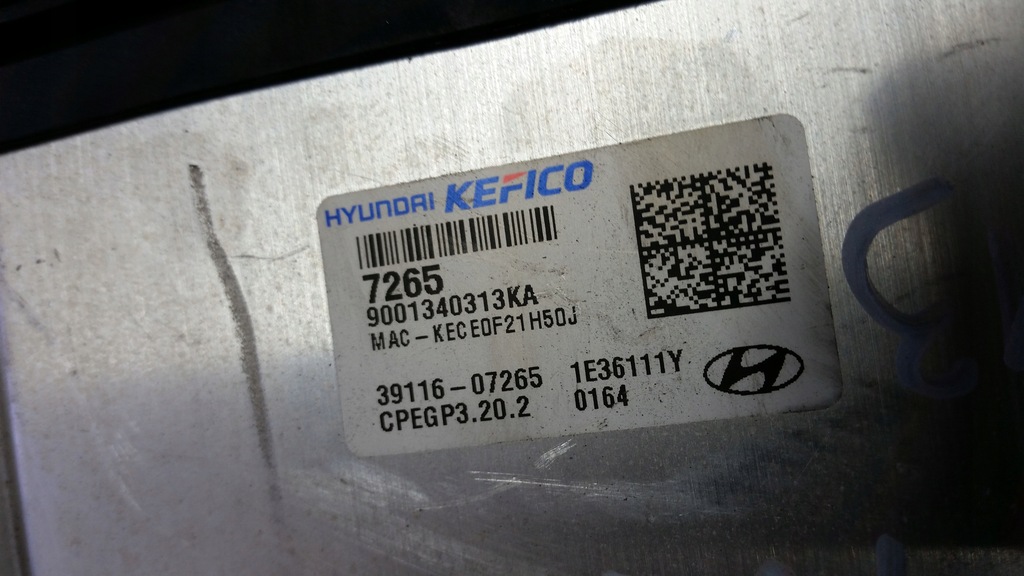 HYUNDAI KEFICO
7265
9001340313KA
MAC-KECE0F21H50J
39116-07265 1E36111Y
CPEGP3.20.2 0164